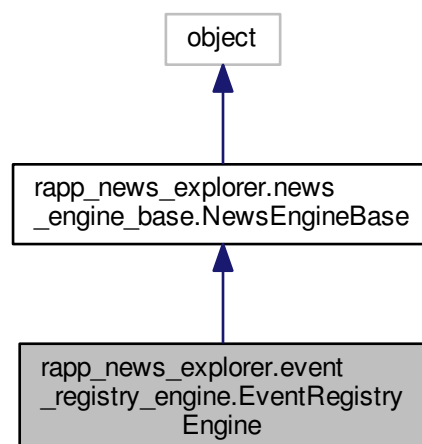 object
rapp_news_explorer.news
_engine_base.NewsEngineBase
rapp_news_explorer.event
_registry_engine.EventRegistry
Engine